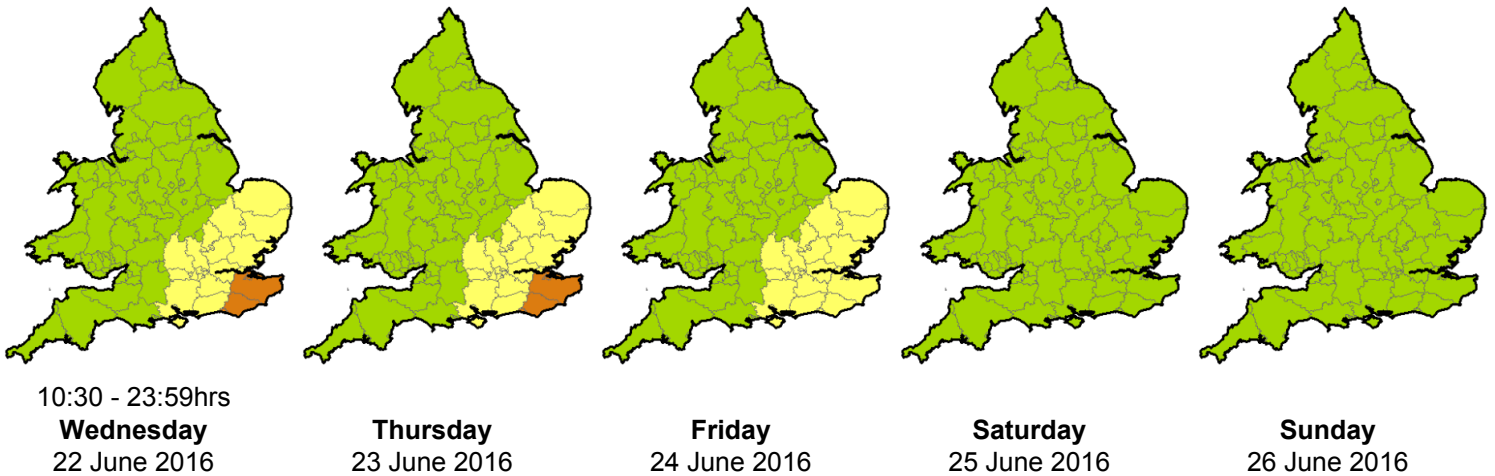 10:30 - 23:59hrs
Wednesday
22 June 2016
Thursday
23 June 2016
Friday
24 June 2016
Saturday
25 June 2016
Sunday
26 June 2016